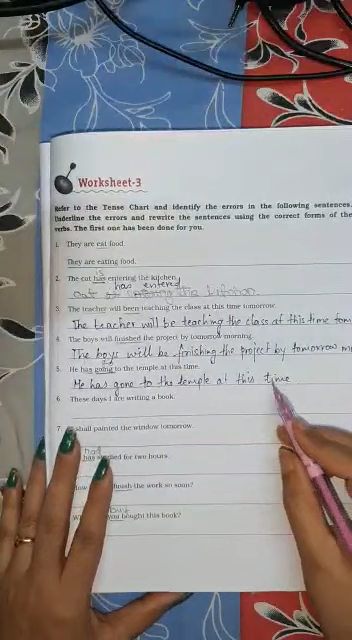 Worksheet-3
Refer to the Tense Chart and identify the errors in the following sentences.
Underline the errors and rewrite the sentences using the correct forms of the
verbs. The first one has been done for you.
1. They are eat food.
They are eating food.
2. The cat has entering the kitchen.
has entered
cat entering the kitchen
3. The teacher will been teaching the class at this time tomorrow.
The teacher will be teaching the class at this time tom
4. The boys will finished the project by tomorrow morning.
The boys will be finishing the project by tomorrow mo
5. He has going to the temple at this time.
He has gone to the temple at this time
6. These days I are writing a book.
7. shall painted the window tomorrow.
had
has studied for two hours.
finish the work so soon?
buy
you bought this book?